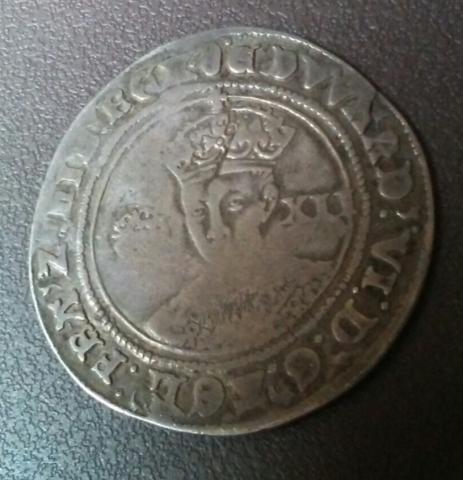 EDWARD : VI : D : G : AGL : FRA : Z : HIB : REX
XII